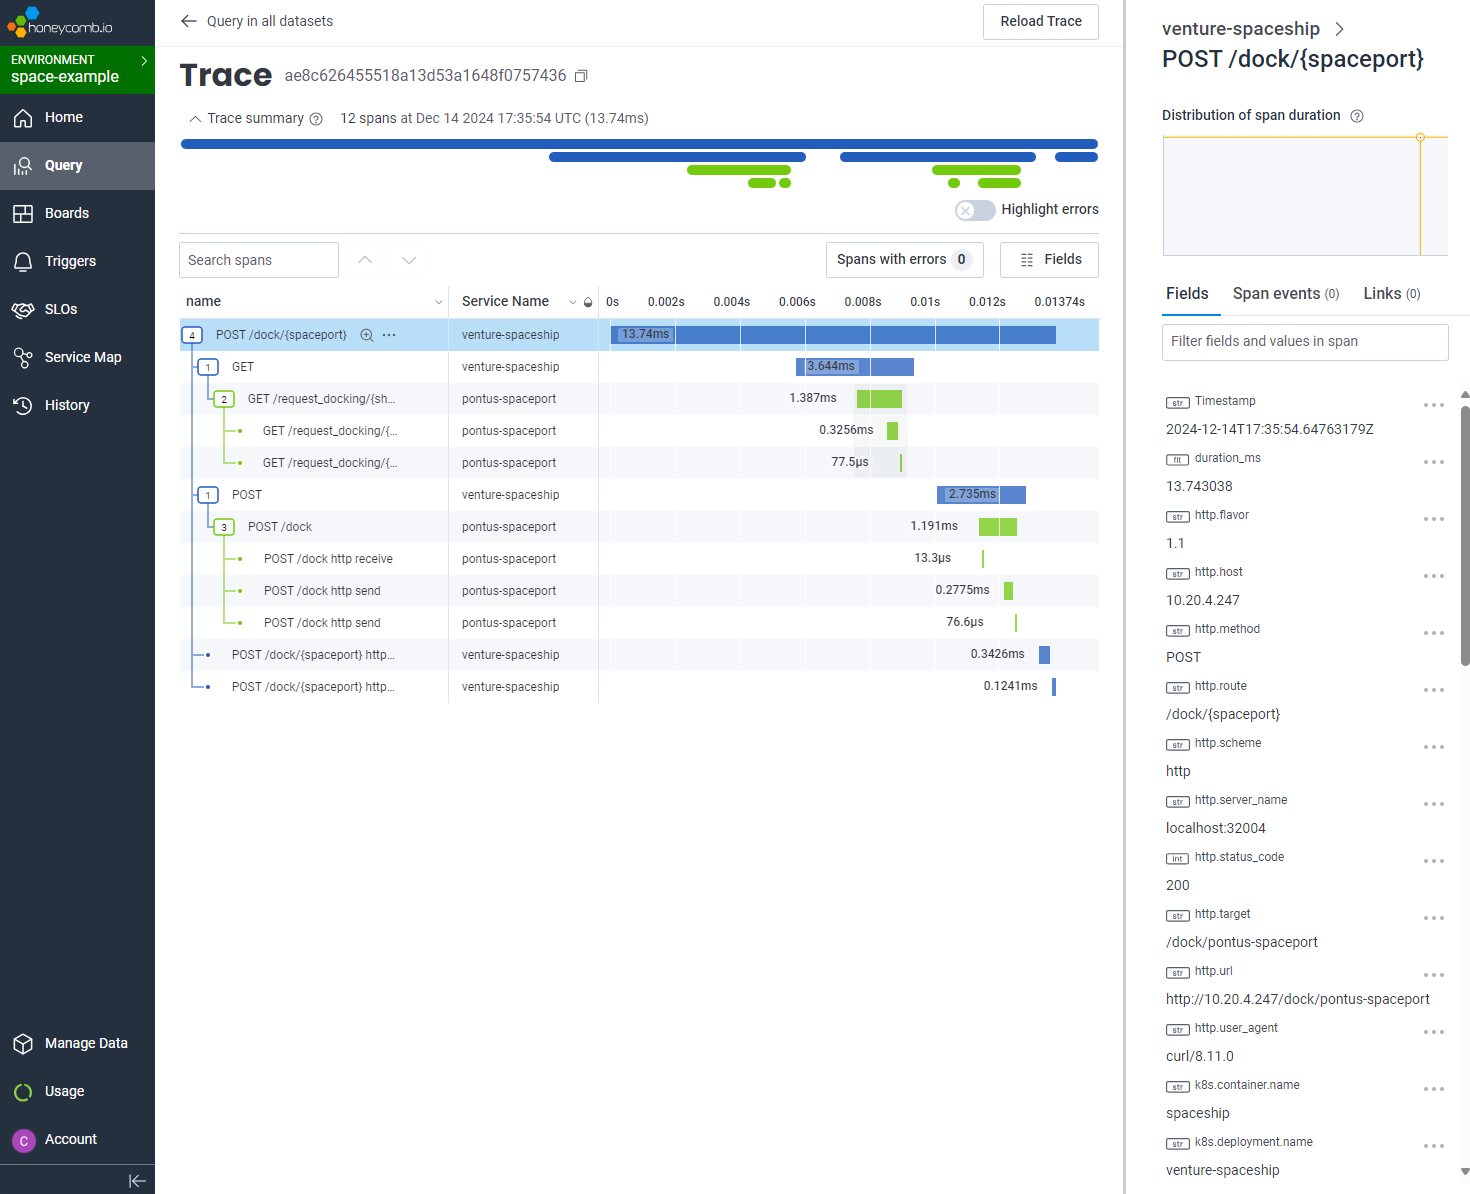 honeycomb.io
ENVIRONMENT
space-example
Home
Query
Boards
Triggers
SLOs
Service Map
History
Manage Data
Usage
C
Account
Query in all datasets
Reload Trace
Trace ae8c626455518a13d53a1648f0757436
Trace summary 12 spans at Dec 14 2024 17:35:54 UTC (13.74ms)
Highlight errors
Search spans
Spans with errors 0
Fields
name Service Name 0s 0.002s 0.004s 0.006s 0.008s 0.01s 0.012s 0.01374s
4 POST /dock/{spaceport} venture-spaceship 13.74ms
1 GET venture-spaceship 3.644ms
2 GET /request_docking/{sh... pontus-spaceport 1.387ms
GET /request_docking/{... pontus-spaceport 0.3256ms
GET /request_docking/{... pontus-spaceport 77.5µs
1 POST venture-spaceship 2.735ms
3 POST /dock pontus-spaceport 1.191ms
POST /dock http receive pontus-spaceport 13.3µs
POST /dock http send pontus-spaceport 0.2775ms
POST /dock http send pontus-spaceport 76.6µs
POST /dock/{spaceport} http... venture-spaceship 0.3426ms
POST /dock/{spaceport} http... venture-spaceship 0.1241ms
venture-spaceship
POST /dock/{spaceport}
Distribution of span duration
Fields Span events (0) Links (0)
Filter fields and values in span
str Timestamp
2024-12-14T17:35:54.64763179Z
flt duration_ms
13.743038
str http.flavor
1.1
str http.host
10.20.4.247
str http.method
POST
str http.route
/dock/{spaceport}
str http.scheme
http
str http.server_name
localhost:32004
int http.status_code
200
str http.target
/dock/pontus-spaceport
str http.url
http://10.20.4.247/dock/pontus-spaceport
str http.user_agent
curl/8.11.0
str k8s.container.name
spaceship
str k8s.deployment.name
venture-spaceship